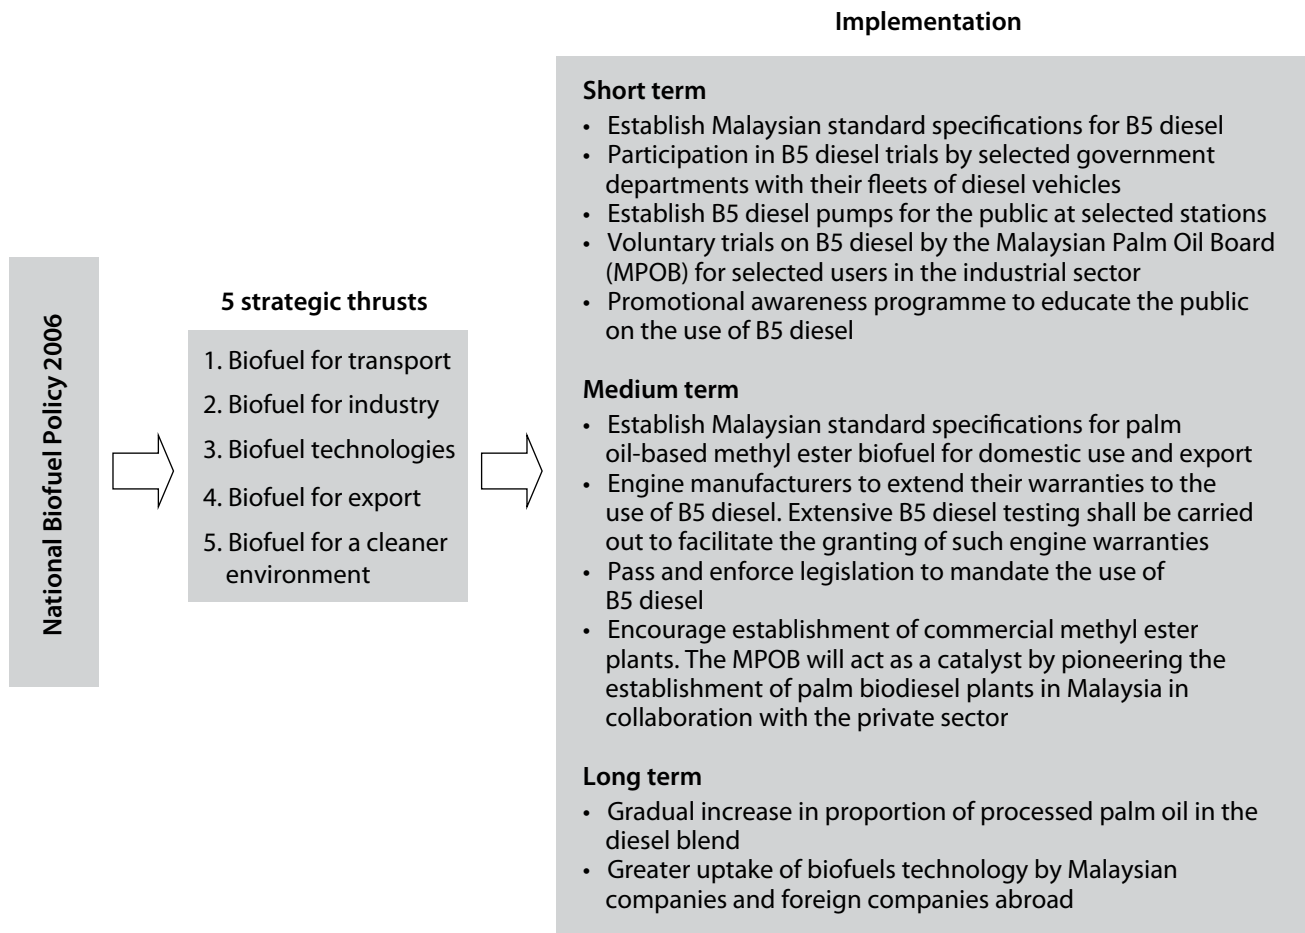 National Biofuel Policy 2006
5 strategic thrusts
1. Biofuel for transport
2. Biofuel for industry
3. Biofuel technologies
4. Biofuel for export
5. Biofuel for a cleaner
environment
Implementation
Short term
• Establish Malaysian standard specifications for B5 diesel
• Participation in B5 diesel trials by selected government
departments with their fleets of diesel vehicles
• Establish B5 diesel pumps for the public at selected stations
• Voluntary trials on B5 diesel by the Malaysian Palm Oil Board
(MPOB) for selected users in the industrial sector
• Promotional awareness programme to educate the public
on the use of B5 diesel
Medium term
• Establish Malaysian standard specifications for palm
oil-based methyl ester biofuel for domestic use and export
• Engine manufacturers to extend their warranties to the
use of B5 diesel. Extensive B5 diesel testing shall be carried
out to facilitate the granting of such engine warranties
• Pass and enforce legislation to mandate the use of
B5 diesel
• Encourage establishment of commercial methyl ester
plants. The MPOB will act as a catalyst by pioneering the
establishment of palm biodiesel plants in Malaysia in
collaboration with the private sector
Long term
• Gradual increase in proportion of processed palm oil in the
diesel blend
• Greater uptake of biofuels technology by Malaysian
companies and foreign companies abroad